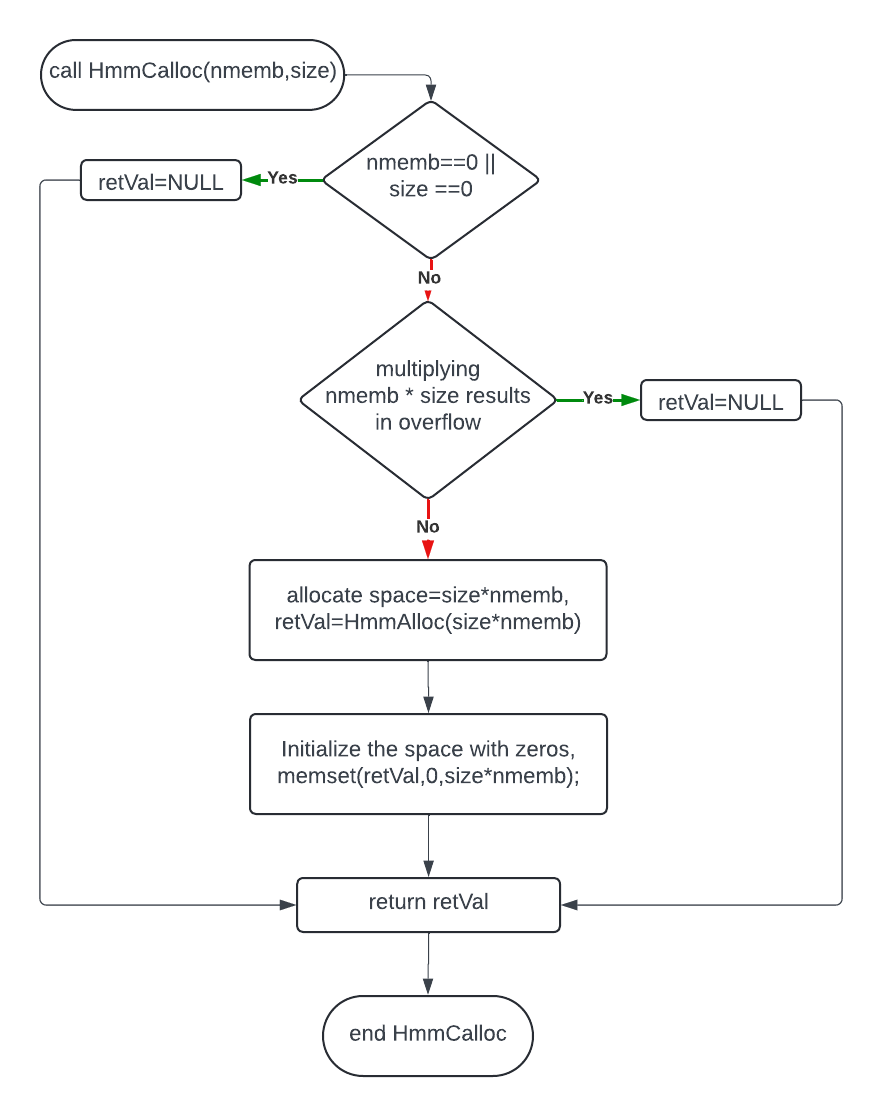 call HmmCalloc(nmemb,size)
nmemb==0 ||
size ==0
Yes
retVal=NULL
No
multiplying
nmemb * size results
in overflow
Yes
retVal=NULL
No
allocate space=size*nmemb,
retVal=HmmAlloc(size*nmemb)
Initialize the space with zeros,
memset(retVal,0,size*nmemb);
return retVal
end HmmCalloc